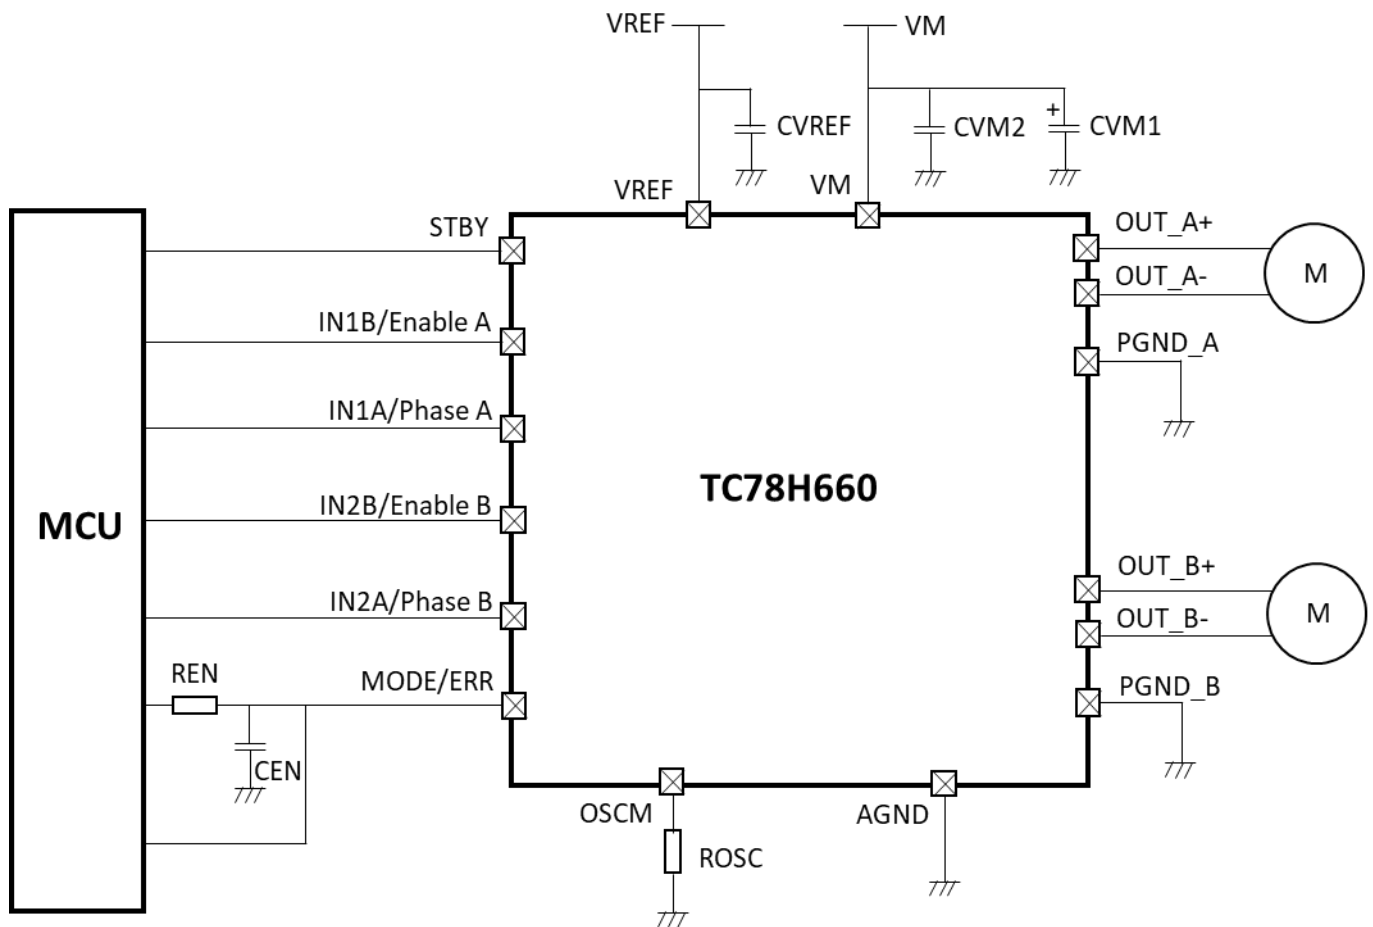 VREF
VM
CVREF
CVM2
+
CVM1
VREF
VM
STBY
OUT_A+
OUT_A-
M
IN1B/Enable A
PGND_A
IN1A/Phase A
TC78H660
MCU
IN2B/Enable B
OUT_B+
IN2A/Phase B
OUT_B-
M
REN
MODE/ERR
PGND_B
CEN
OSCM
AGND
ROSC